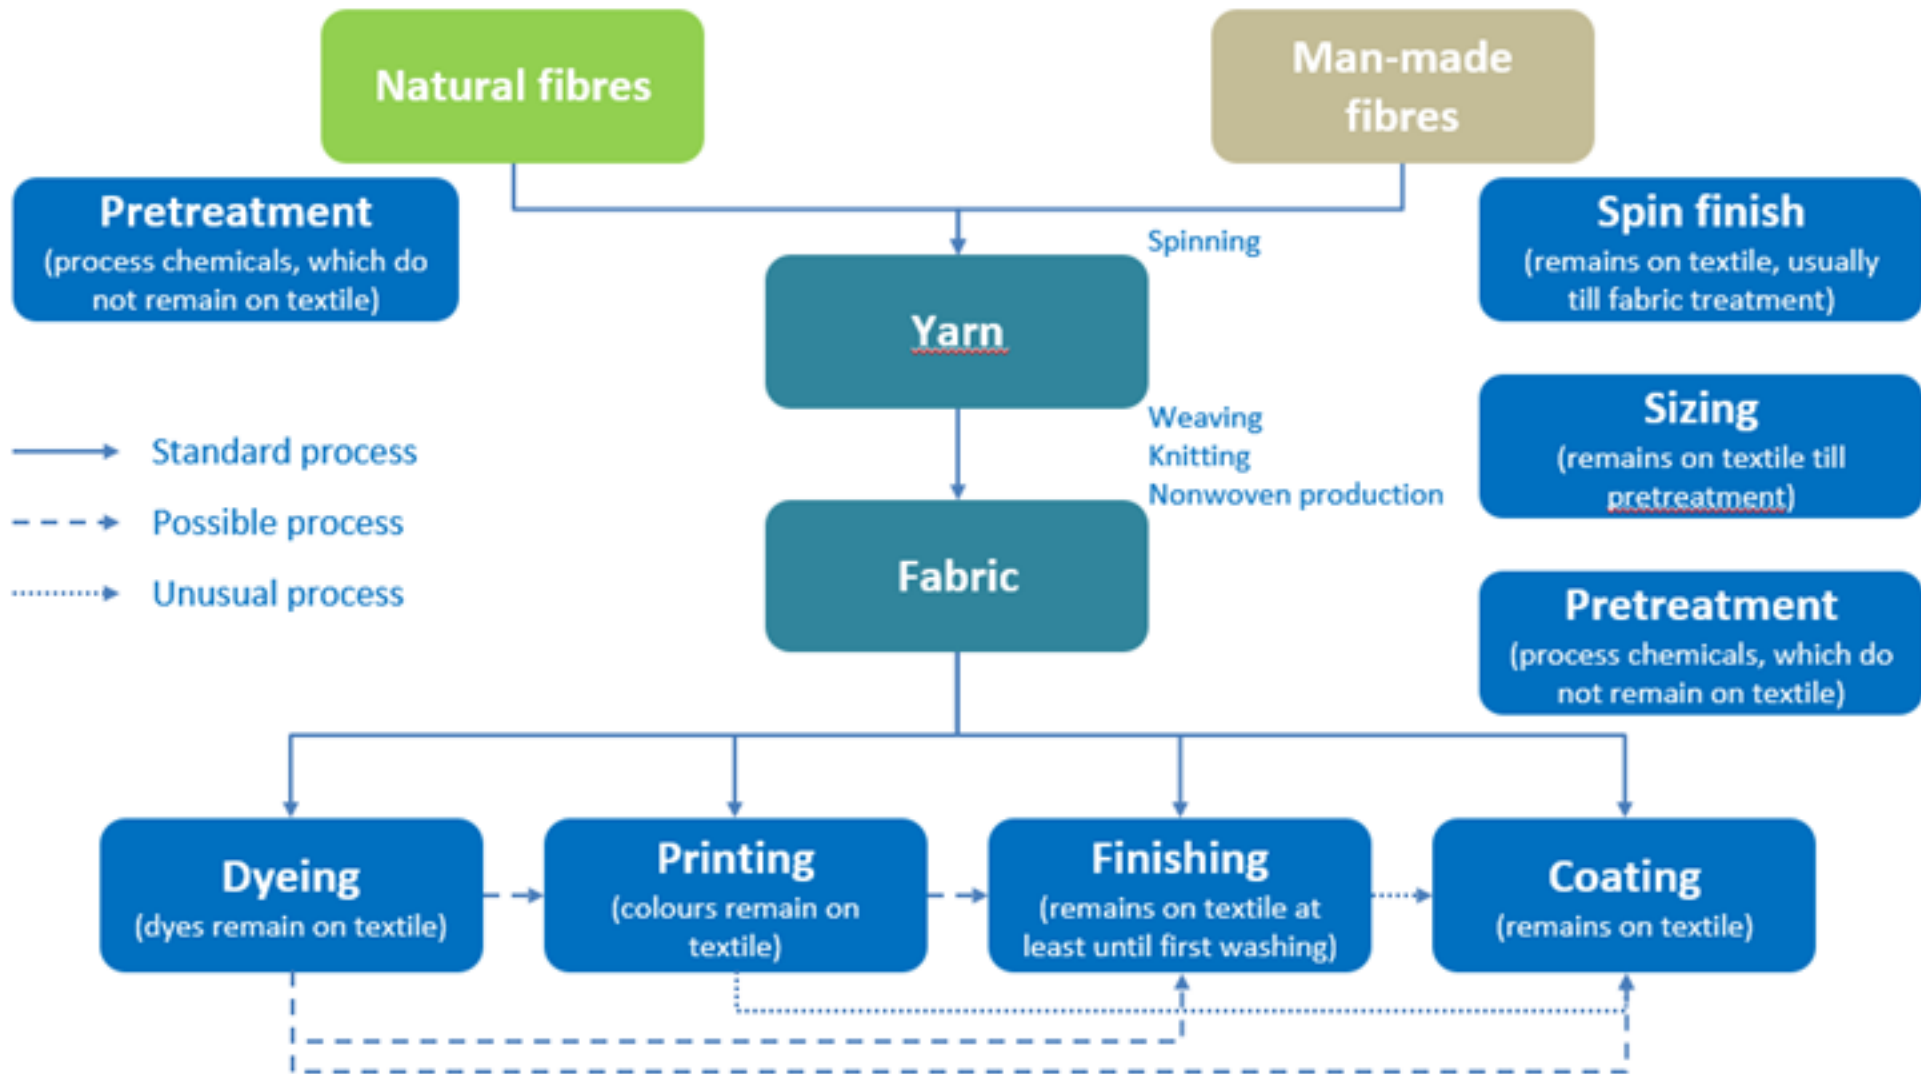 Natural fibres
Man-made
fibres
Pretreatment
(process chemicals, which do
not remain on textile)
Spinning
Spin finish
(remains on textile, usually
till fabric treatment)
Yarn
Weaving
Knitting
Nonwoven production
Sizing
(remains on textile till
pretreatment)
Standard process
Possible process
Unusual process
Fabric
Pretreatment
(process chemicals, which do
not remain on textile)
Dyeing
(dyes remain on textile)
Printing
(colours remain on
textile)
Finishing
(remains on textile at
least until first washing)
Coating
(remains on textile)